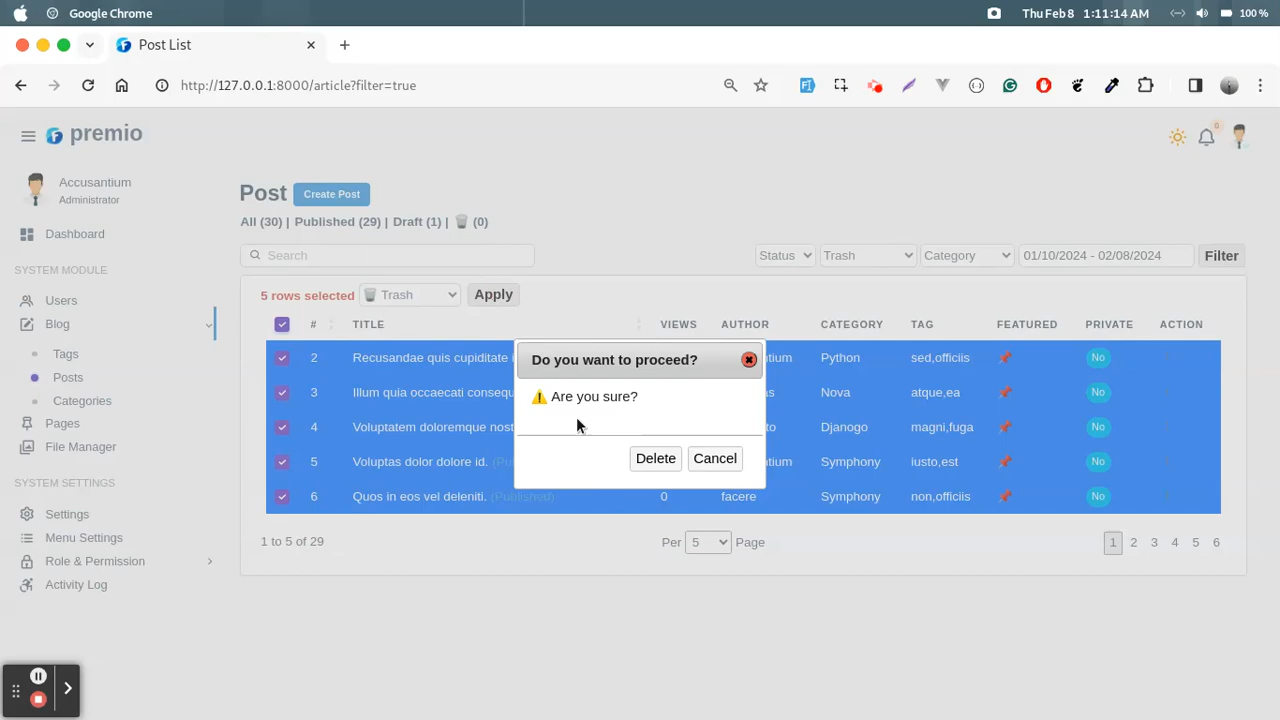 Google Chrome
Thu Feb 8 1:11:14 AM
100 %
Post List
http://127.0.0.1:8000/article?filter=true
premio
0
Accusantium
Administrator
Dashboard
SYSTEM MODULE
Users
Blog
Tags
Posts
Categories
Pages
File Manager
SYSTEM SETTINGS
Settings
Menu Settings
Role & Permission
Activity Log
Post Create Post
All (30) | Published (29) | Draft (1) | (0)
Search Status Trash Category 01/10/2024 - 02/08/2024 Filter
5 rows selected Trash Apply
# TITLE VIEWS AUTHOR CATEGORY TAG FEATURED PRIVATE ACTION
2 Recusandae quis cupiditate Python sed,officiis No
3 Illum quia occaecati Nova atque,ea No
4 Voluptatem doloremque Djanogo magni,fuga No
5 Voluptas dolor dolore id. Symphony iusto,est No
6 Quos in eos vel deleniti. (Published) 0 facere Symphony non,officiis No
Do you want to proceed?
Are you sure?
Delete Cancel
1 to 5 of 29 Per 5 Page 1 2 3 4 5 6